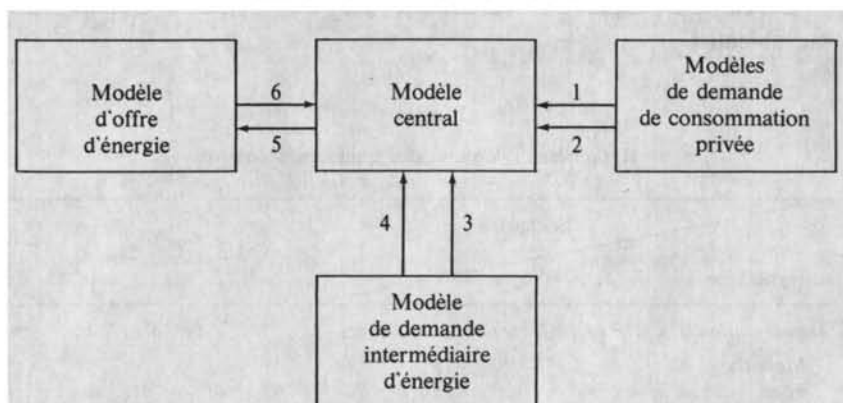 Modèle
d'offre
d'énergie
6
5
Modèle
central
1
2
Modèles
de demande
de consommation
privée
4
3
Modèle
de demande
intermédiaire
d'énergie